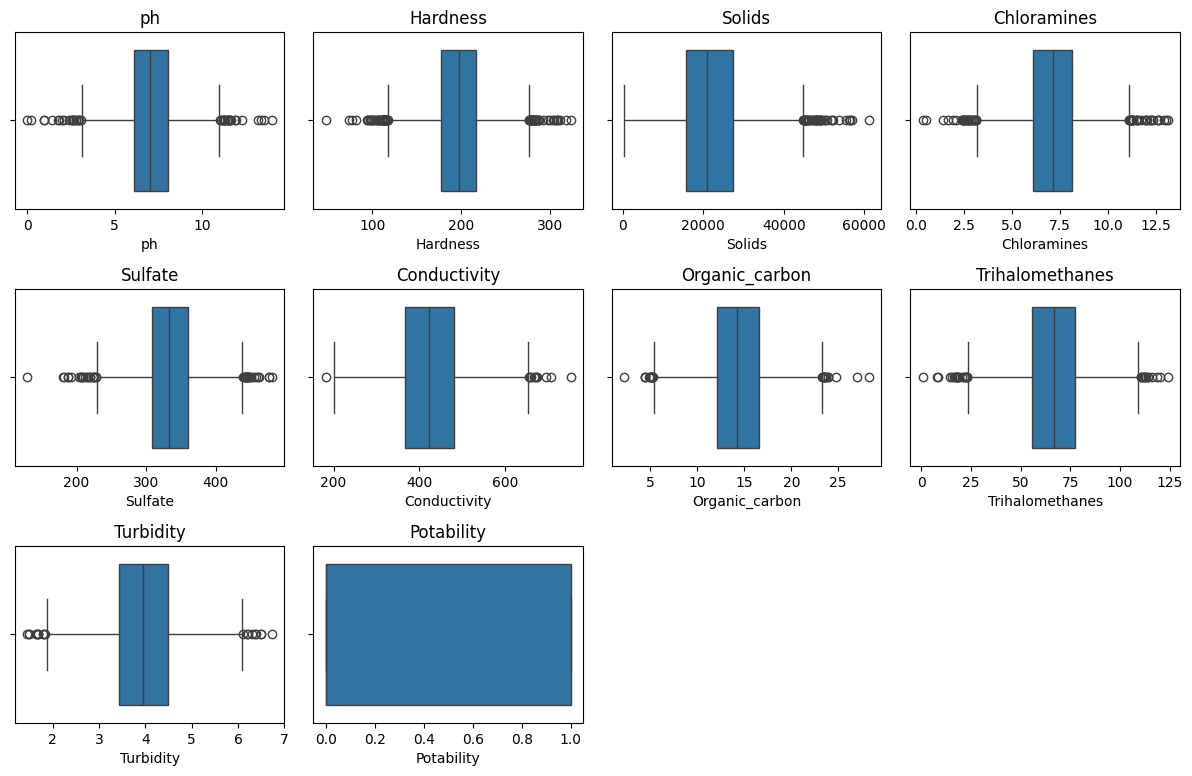 ph
Hardness
Solids
Chloramines
0 5 10
100 200 300
0 20000 40000 60000
0.0 2.5 5.0 7.5 10.0 12.5
ph
Hardness
Solids
Chloramines
Sulfate
Conductivity
Organic_carbon
Trihalomethanes
200 300 400
200 400 600
5 10 15 20 25
0 25 50 75 100 125
Sulfate
Conductivity
Organic_carbon
Trihalomethanes
Turbidity
Potability
2 3 4 5 6 7
0.0 0.2 0.4 0.6 0.8 1.0
Turbidity
Potability